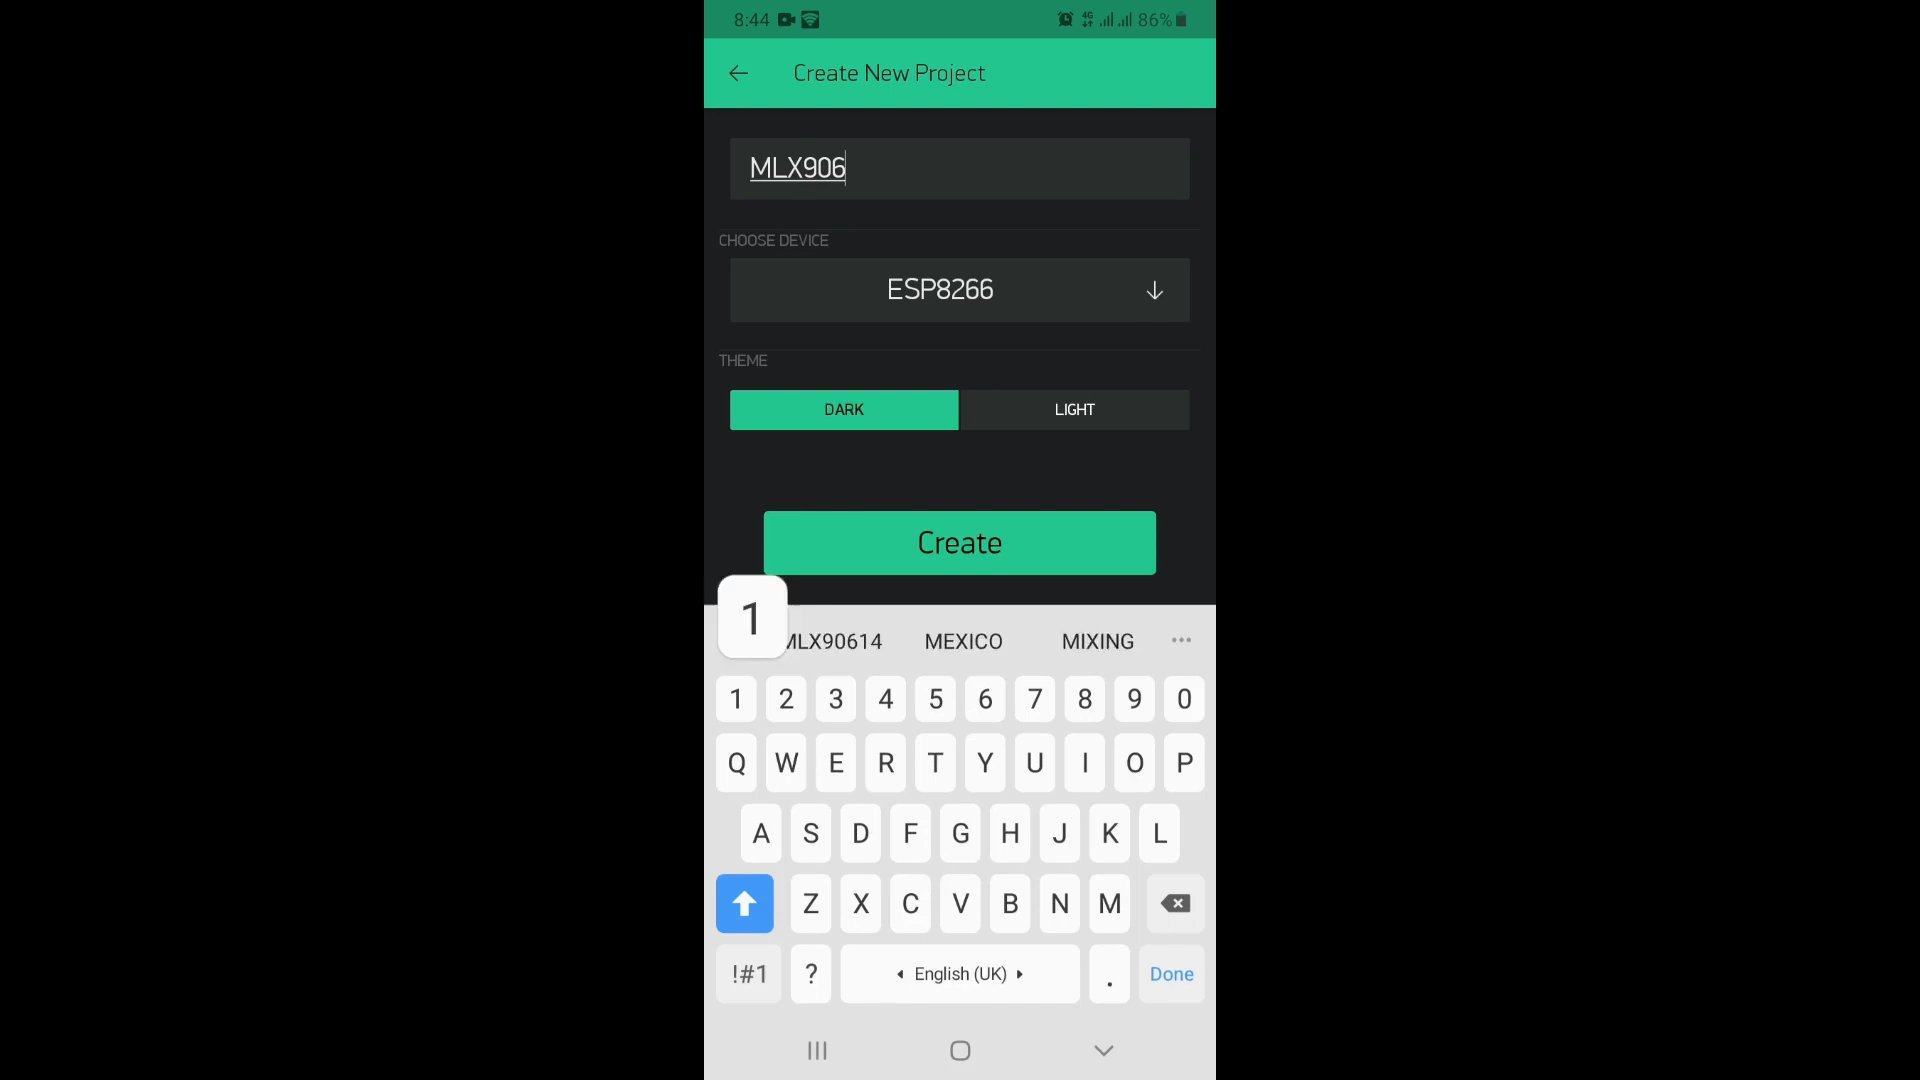 8:44 4G 86%
Create New Project
MLX906
CHOOSE DEVICE
ESP8266
THEME
DARK LIGHT
Create
1
MLX90614 MEXICO MIXING ...
1 2 3 4 5 6 7 8 9 0
Q W E R T Y U I O P
A S D F G H J K L
Z X C V B N M
!#1 ? English (UK) . Done